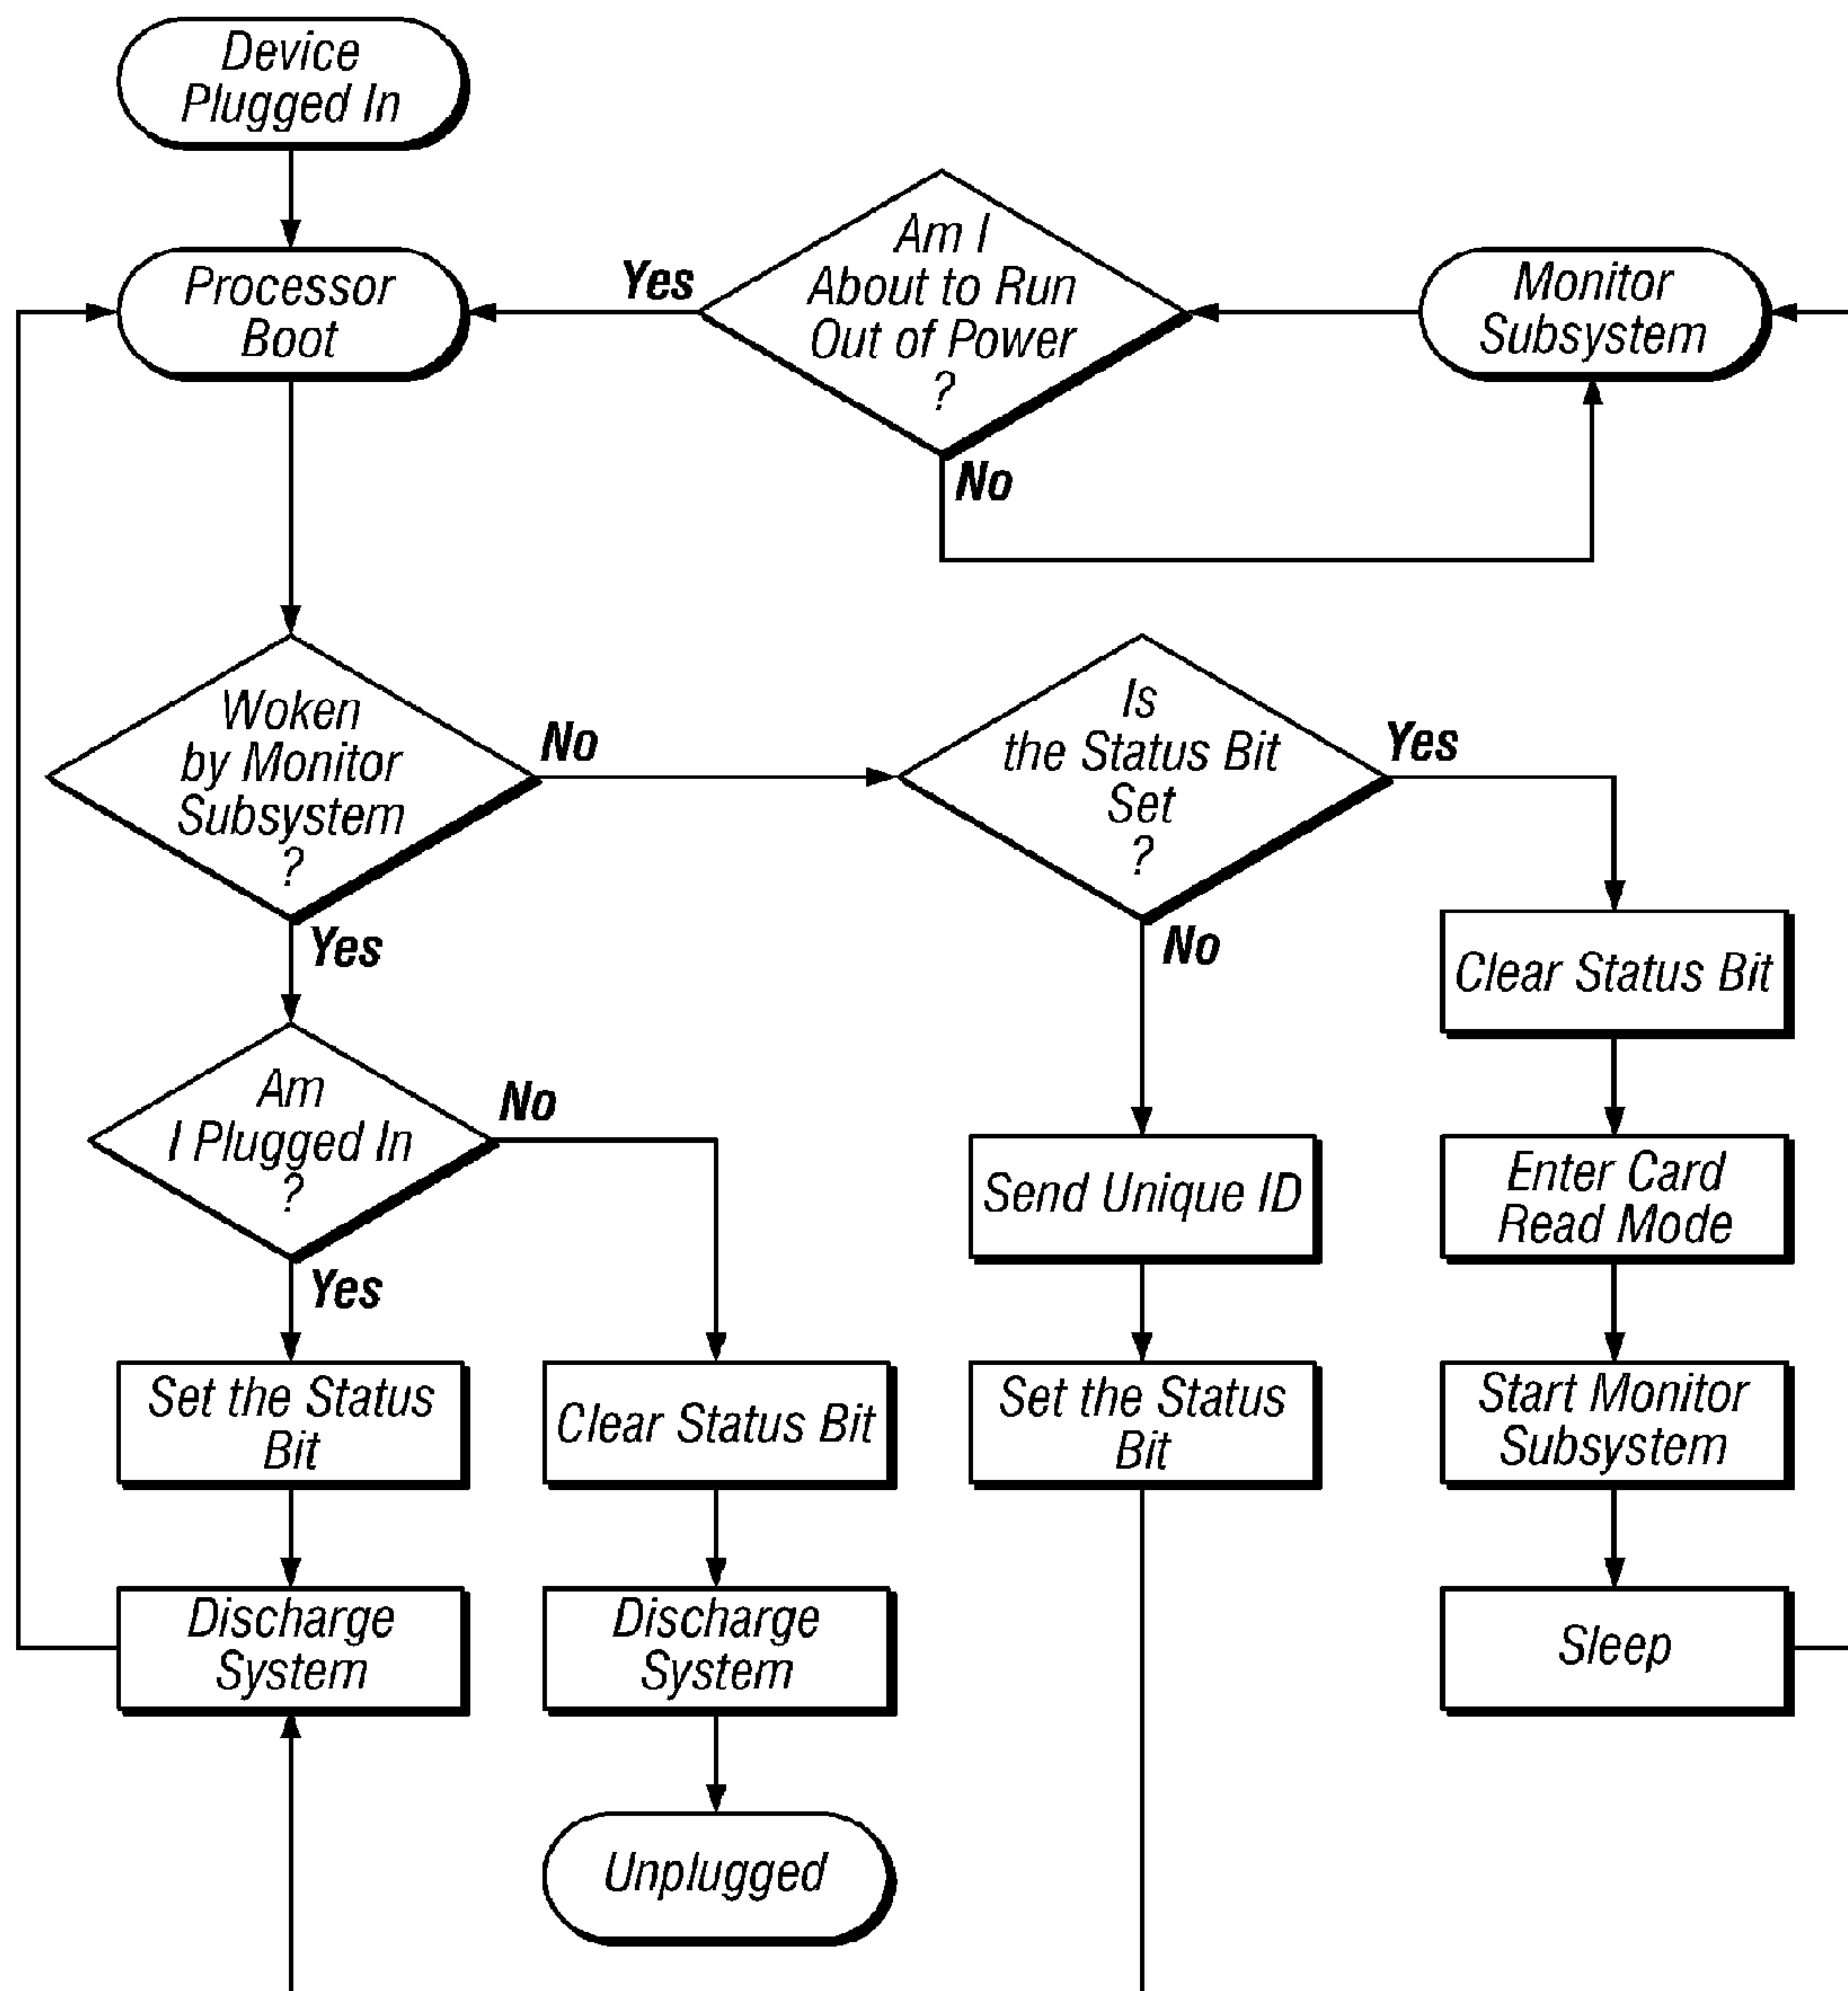 Device
Plugged In
Processor
Boot
Yes
Am I
About to Run
Out of Power
?
No
Monitor
Subsystem
Woken
by Monitor
Subsystem
?
No
Yes
Is
the Status Bit
Set
?
Yes
No
Clear Status Bit
Am
I Plugged In
?
No
Yes
Send Unique ID
Enter Card
Read Mode
Set the Status
Bit
Clear Status Bit
Set the Status
Bit
Start Monitor
Subsystem
Discharge
System
Discharge
System
Sleep
Unplugged